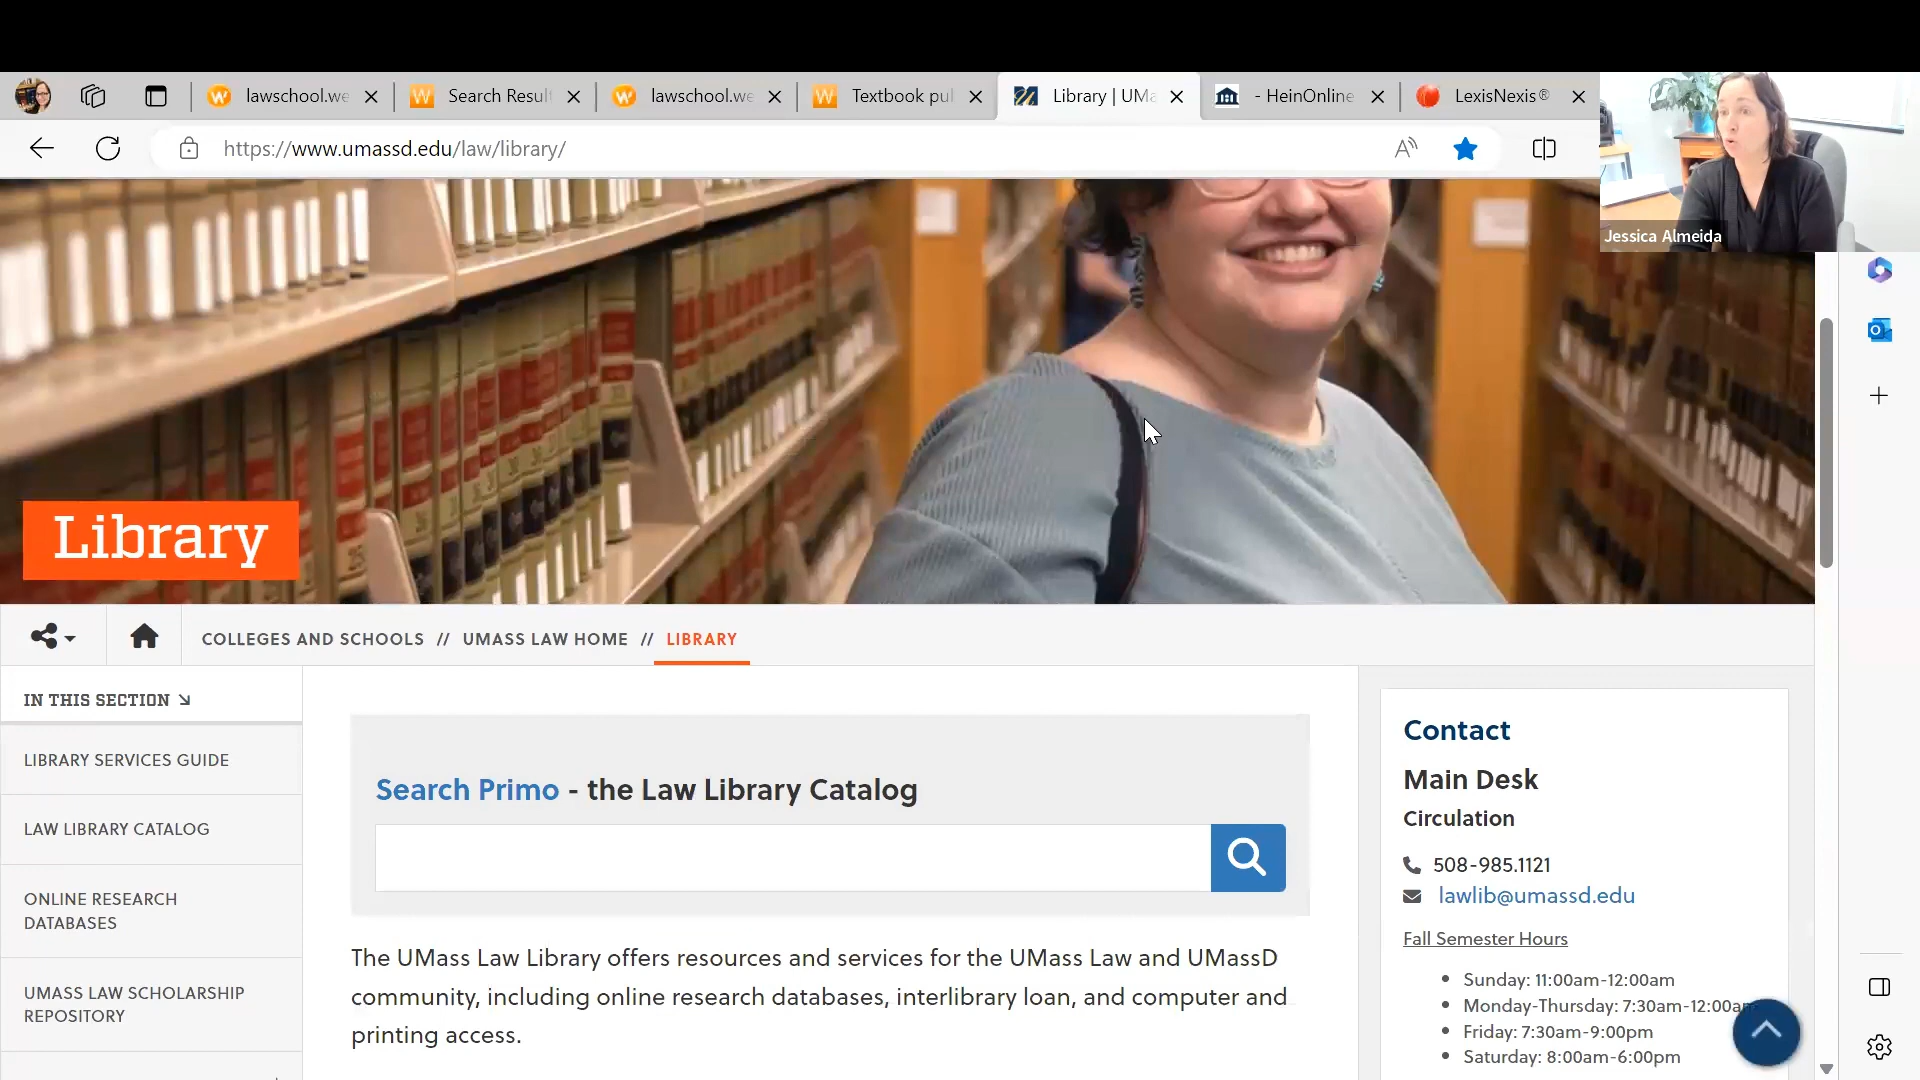 lawschool.we
Search Resul
lawschool.we
Textbook pul
Library | UMa
- HeinOnline
LexisNexis®
https://www.umassd.edu/law/library/
Jessica Almeida
Library
COLLEGES AND SCHOOLS // UMASS LAW HOME // LIBRARY
IN THIS SECTION
LIBRARY SERVICES GUIDE
LAW LIBRARY CATALOG
ONLINE RESEARCH
DATABASES
UMASS LAW SCHOLARSHIP
REPOSITORY
Search Primo - the Law Library Catalog
The UMass Law Library offers resources and services for the UMass Law and UMassD
community, including online research databases, interlibrary loan, and computer and
printing access.
Contact
Main Desk
Circulation
508-985.1121
lawlib@umassd.edu
Fall Semester Hours
Sunday: 11:00am-12:00am
Monday-Thursday: 7:30am-12:00am
Friday: 7:30am-9:00pm
Saturday: 8:00am-6:00pm